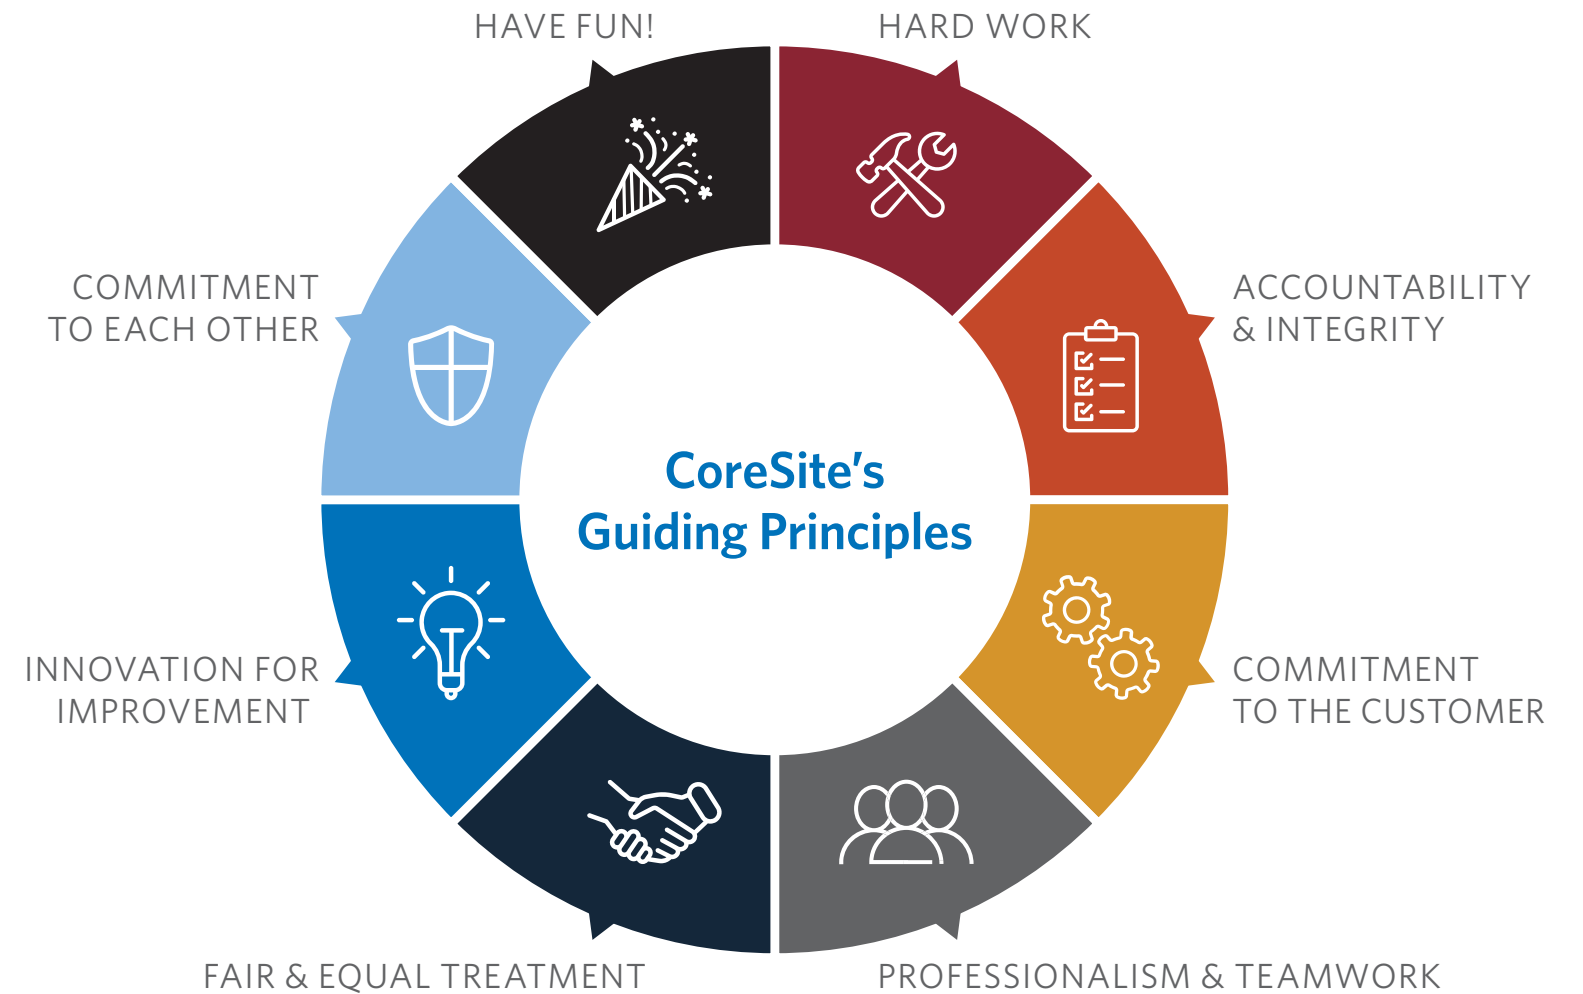 HAVE FUN!
HARD WORK
COMMITMENT
TO EACH OTHER
ACCOUNTABILITY
& INTEGRITY
CoreSite’s
Guiding Principles
INNOVATION FOR
IMPROVEMENT
COMMITMENT
TO THE CUSTOMER
FAIR & EQUAL TREATMENT
PROFESSIONALISM & TEAMWORK